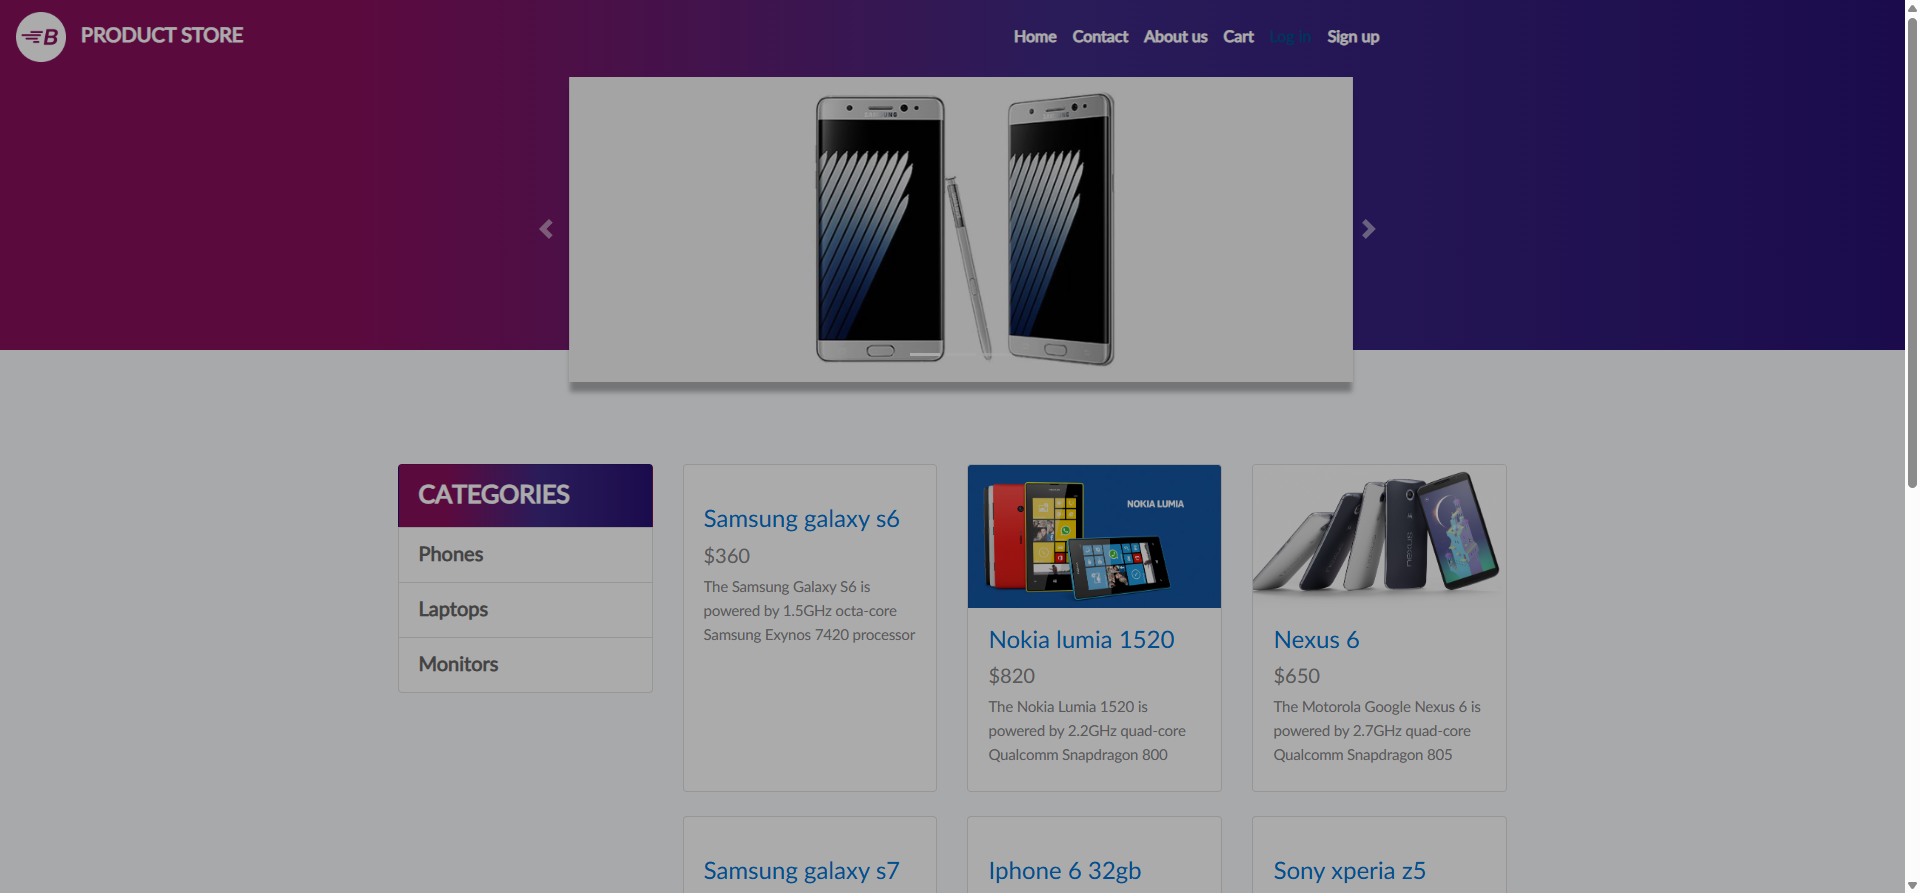 B PRODUCT STORE
Home Contact About us Cart Log in Sign up
SAMSUNG
SAMSUNG
CATEGORIES
Phones
Laptops
Monitors
Samsung galaxy s6
$360
The Samsung Galaxy S6 is
powered by 1.5GHz octa-core
Samsung Exynos 7420 processor
NOKIA LUMIA
Nokia lumia 1520
$820
The Nokia Lumia 1520 is
powered by 2.2GHz quad-core
Qualcomm Snapdragon 800
nexus
Nexus 6
$650
The Motorola Google Nexus 6 is
powered by 2.7GHz quad-core
Qualcomm Snapdragon 805
Samsung galaxy s7
Iphone 6 32gb
Sony xperia z5